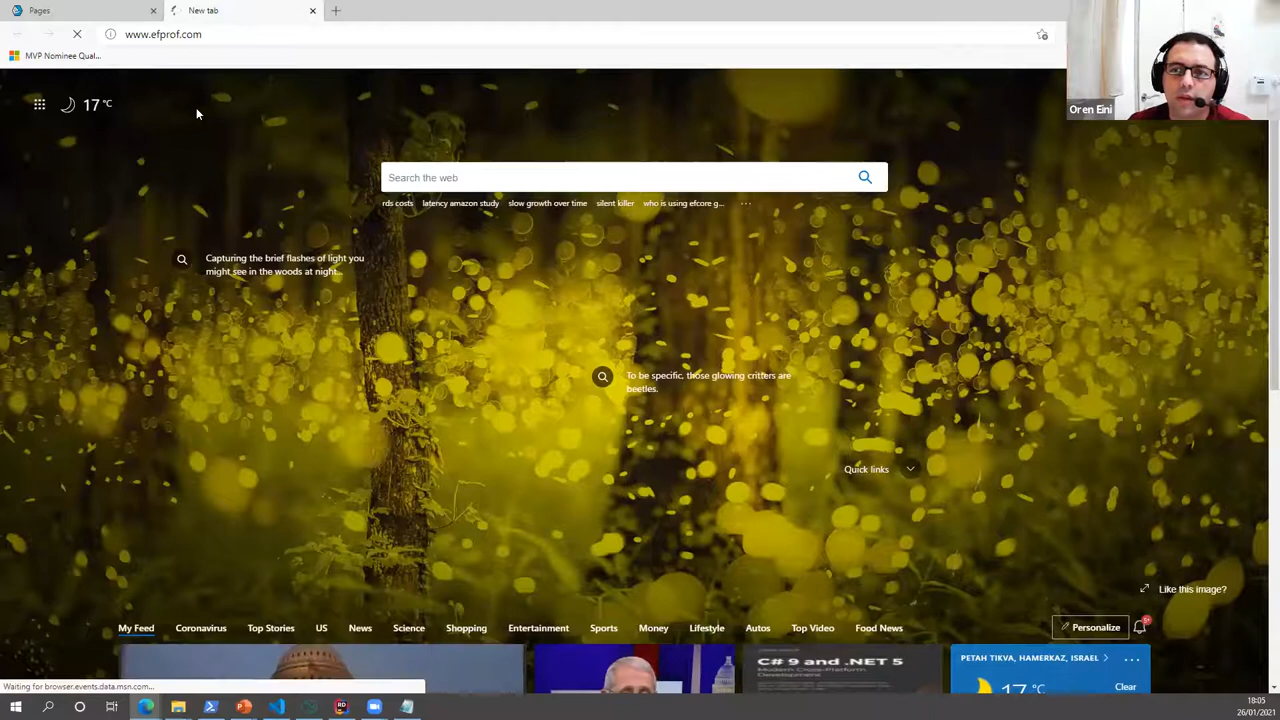 Pages
New tab
www.efprof.com
MVP Nominee Qual...
Oren Eini
17 °C
Search the web
rds costs latency amazon study slow growth over time silent killer who is using efcore g... ...
Capturing the brief flashes of light you
might see in the woods at night...
To be specific, those glowing critters are
beetles.
Quick links
Like this image?
My Feed Coronavirus Top Stories US News Science Shopping Entertainment Sports Money Lifestyle Autos Top Video Food News
Personalize
C# 9 and .NET 5
Modern Cross-Platform
Development
PETAH TIKVA, HAMERKAZ, ISRAEL
17 °C
Clear
Waiting for browser.events.data.msn.com...
18:05
26/01/2021